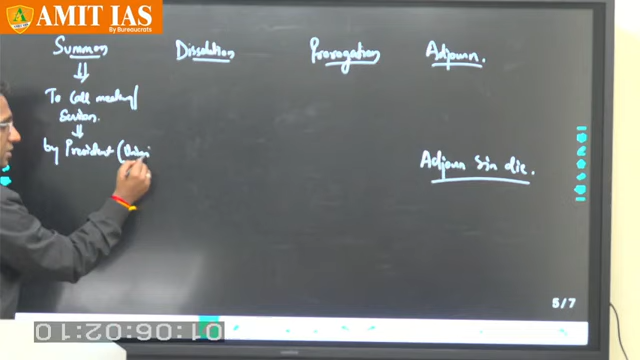 AMIT IAS
By Bureaucrats
Summon
Dissolution
Prorogation
Adjourn.
To Call meeting/
Session.
by President (
Adjoun Sin die.
5/7
01:06:02:10